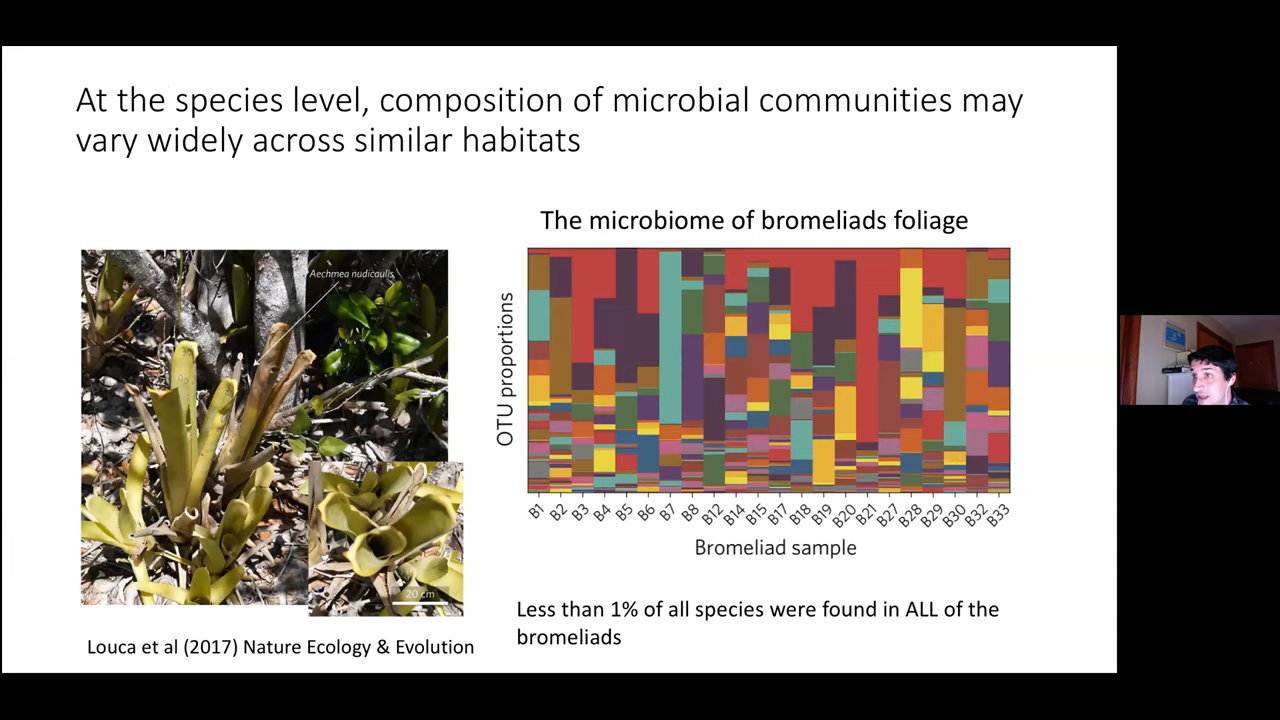 At the species level, composition of microbial communities may
vary widely across similar habitats
The microbiome of bromeliads foliage
Aechmea nudicaulis
20 cm
Louca et al (2017) Nature Ecology & Evolution
OTU proportions
B1 B2 B3 B4 B5 B6 B7 B8 B12 B14 B15 B17 B18 B19 B20 B21 B27 B28 B29 B30 B32 B33
Bromeliad sample
Less than 1% of all species were found in ALL of the
bromeliads